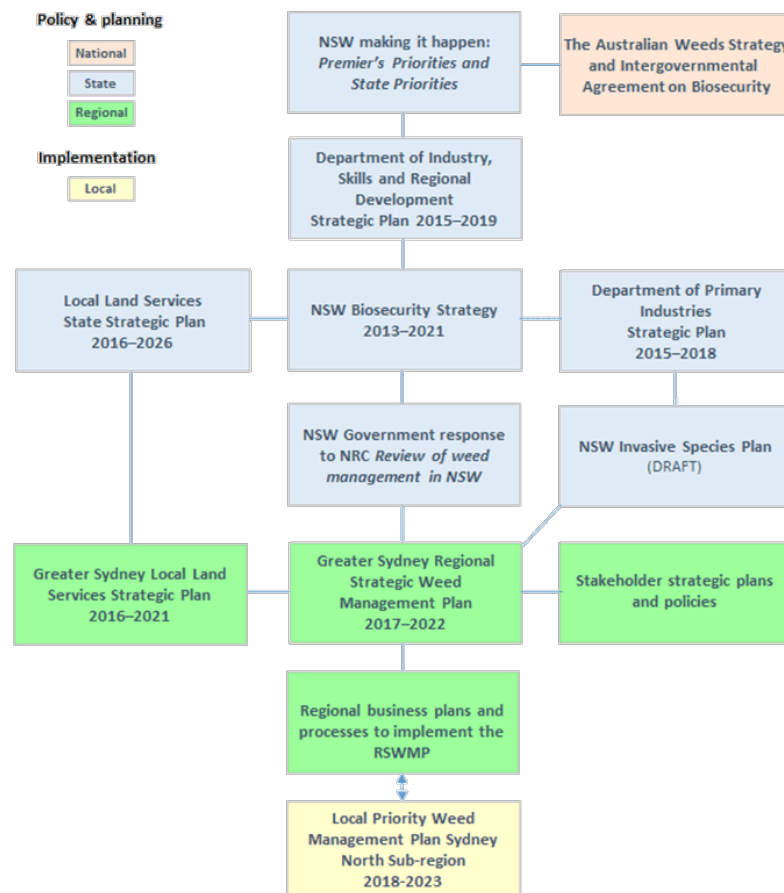 Policy & planning
National
State
Regional
Implementation
Local
NSW making it happen:
Premier's Priorities and
State Priorities
The Australian Weeds Strategy
and Intergovernmental
Agreement on Biosecurity
Department of Industry,
Skills and Regional
Development
Strategic Plan 2015–2019
Local Land Services
State Strategic Plan
2016–2026
NSW Biosecurity Strategy
2013–2021
Department of Primary
Industries
Strategic Plan
2015–2018
NSW Government response
to NRC Review of weed
management in NSW
NSW Invasive Species Plan
(DRAFT)
Greater Sydney Local Land
Services Strategic Plan
2016–2021
Greater Sydney Regional
Strategic Weed
Management Plan
2017–2022
Stakeholder strategic plans
and policies
Regional business plans and
processes to implement the
RSWMP
Local Priority Weed
Management Plan Sydney
North Sub-region
2018-2023